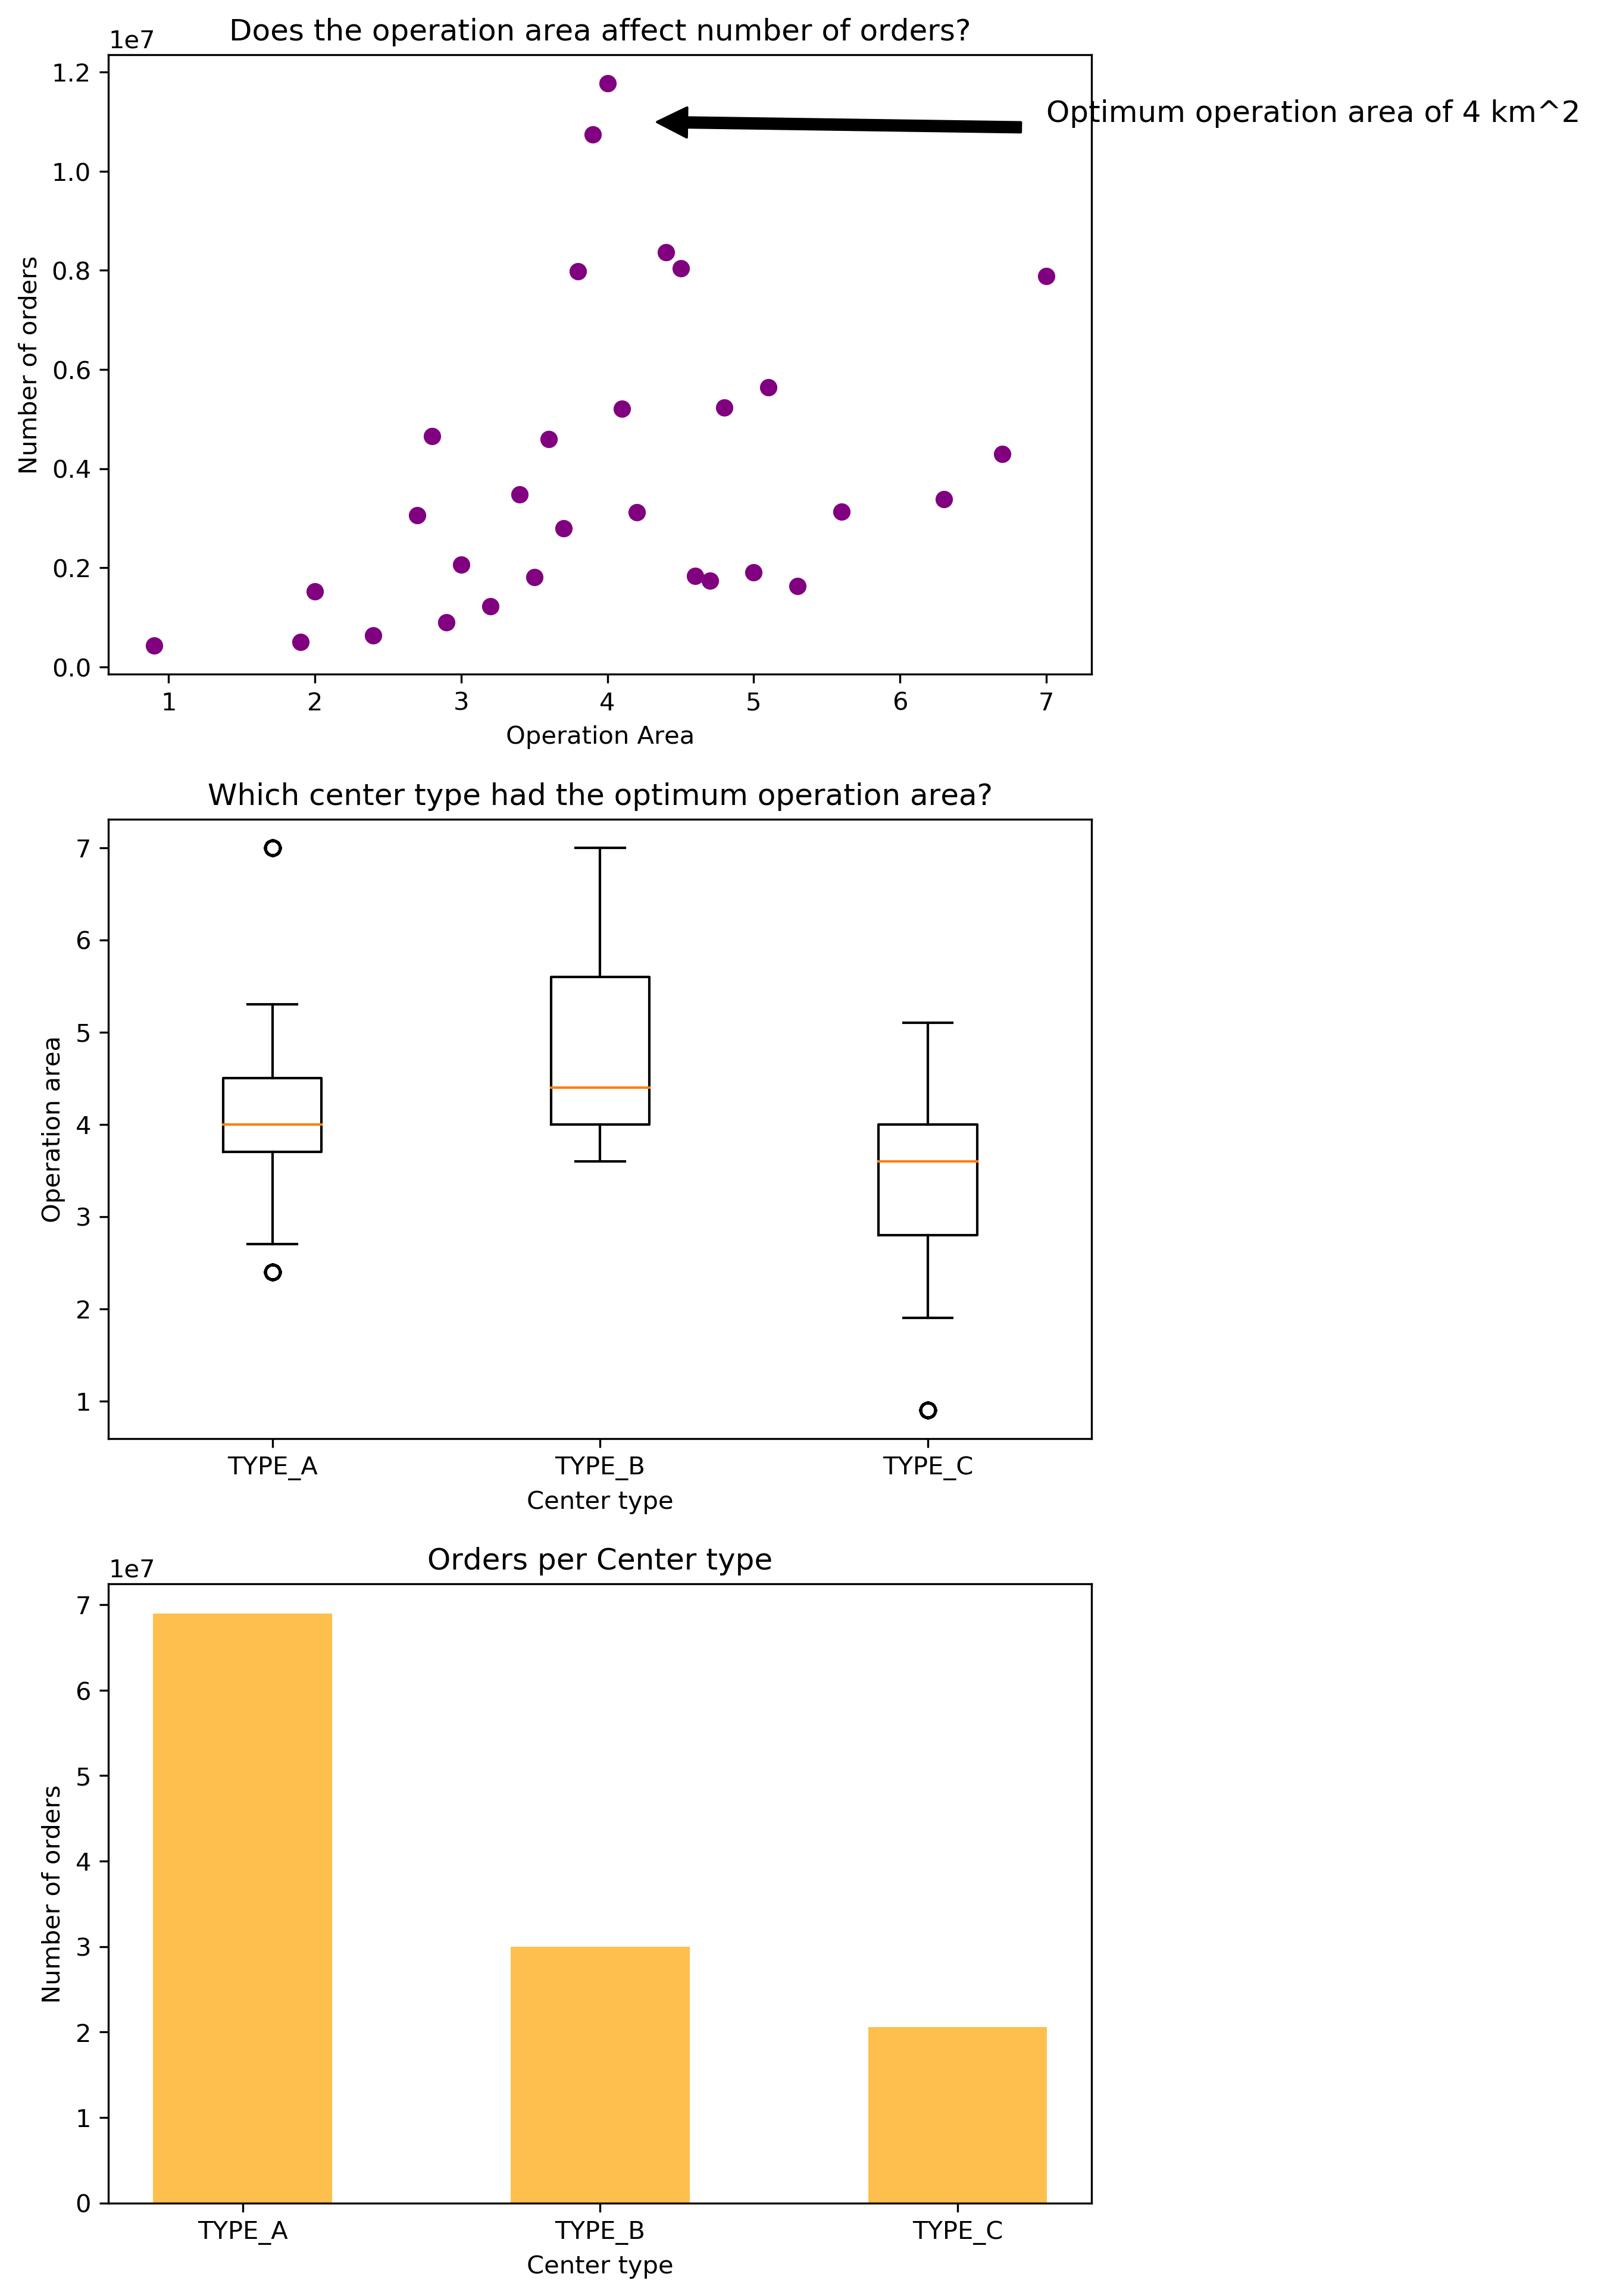 Does the operation area affect number of orders?
1e7
1.2
1.0
0.8
0.6
0.4
0.2
0.0
Number of orders
Optimum operation area of 4 km^2
1 2 3 4 5 6 7
Operation Area
Which center type had the optimum operation area?
7
6
5
4
3
2
1
Operation area
TYPE_A TYPE_B TYPE_C
Center type
Orders per Center type
1e7
7
6
5
4
3
2
1
0
Number of orders
TYPE_A TYPE_B TYPE_C
Center type